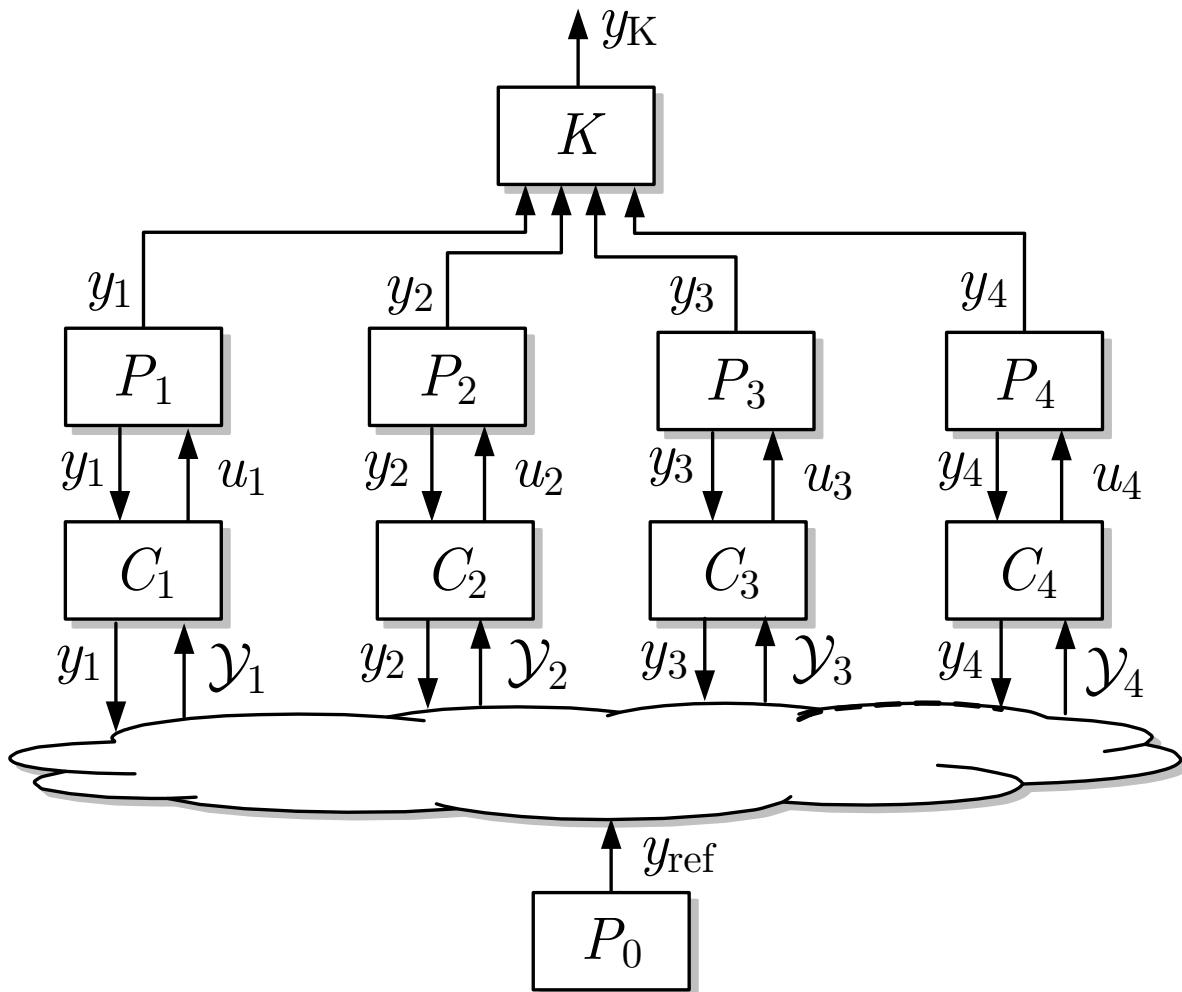 y_K
K
y_1 y_2 y_3 y_4
P_1 P_2 P_3 P_4
y_1 u_1 y_2 u_2 y_3 u_3 y_4 u_4
C_1 C_2 C_3 C_4
y_1 𝒴_1 y_2 𝒴_2 y_3 𝒴_3 y_4 𝒴_4
y_ref
P_0